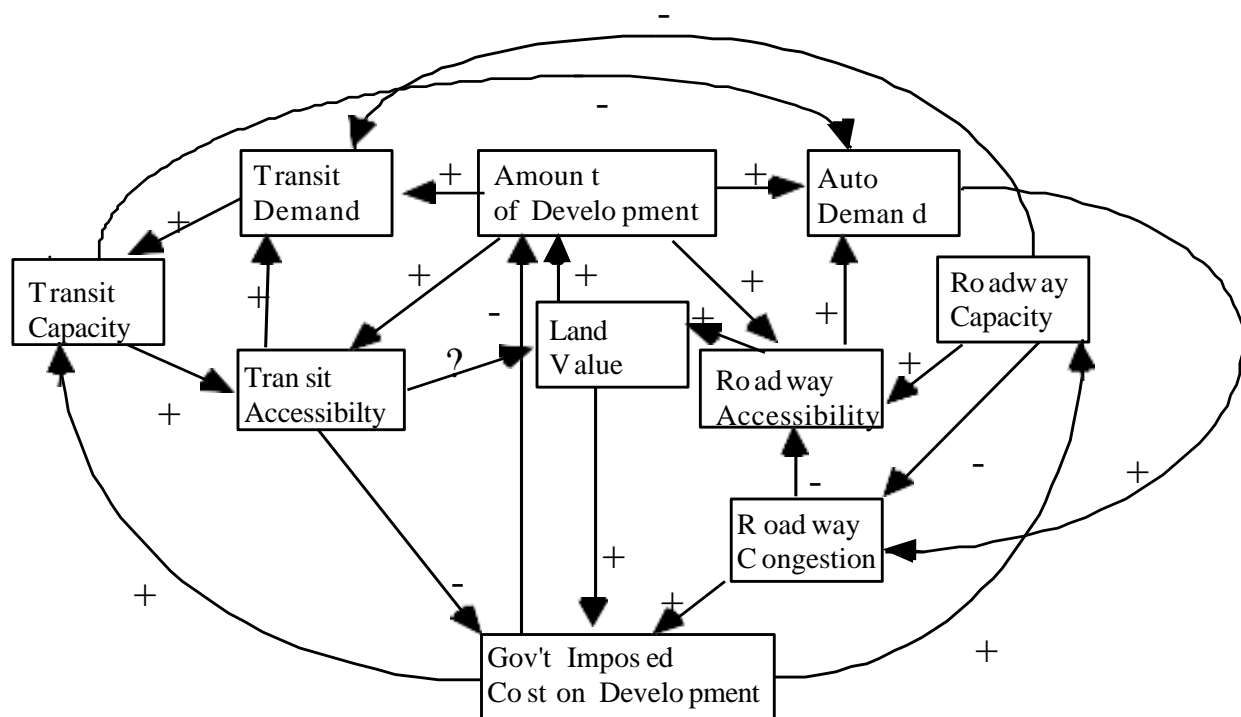 -
-
Transit
Demand
+
Amount
of Development
+
Auto
Demand
+
Transit
Capacity
+
+
-
+
Land
Value
+
+
+
Roadway
Capacity
+
?
Transit
Accessibilty
Roadway
Accessibility
+
+
-
-
+
Roadway
Congestion
+
-
+
+
+
Gov't Imposed
Cost on Development